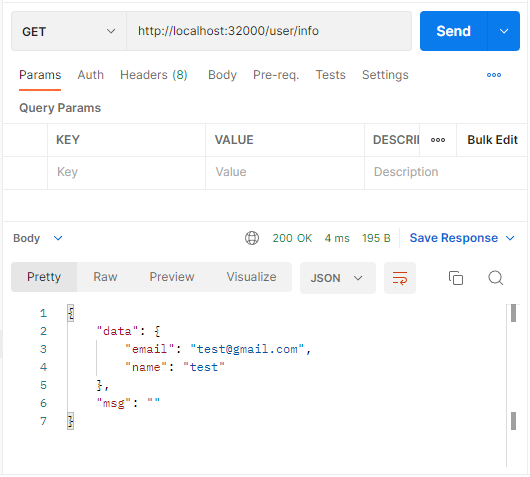 GET http://localhost:32000/user/info Send
Params Auth Headers (8) Body Pre-req. Tests Settings
Query Params
KEY VALUE DESCRI Bulk Edit
Key Value Description
Body 200 OK 4 ms 195 B Save Response
Pretty Raw Preview Visualize JSON
1 {
2 "data": {
3 "email": "test@gmail.com",
4 "name": "test"
5 },
6 "msg": ""
7 }